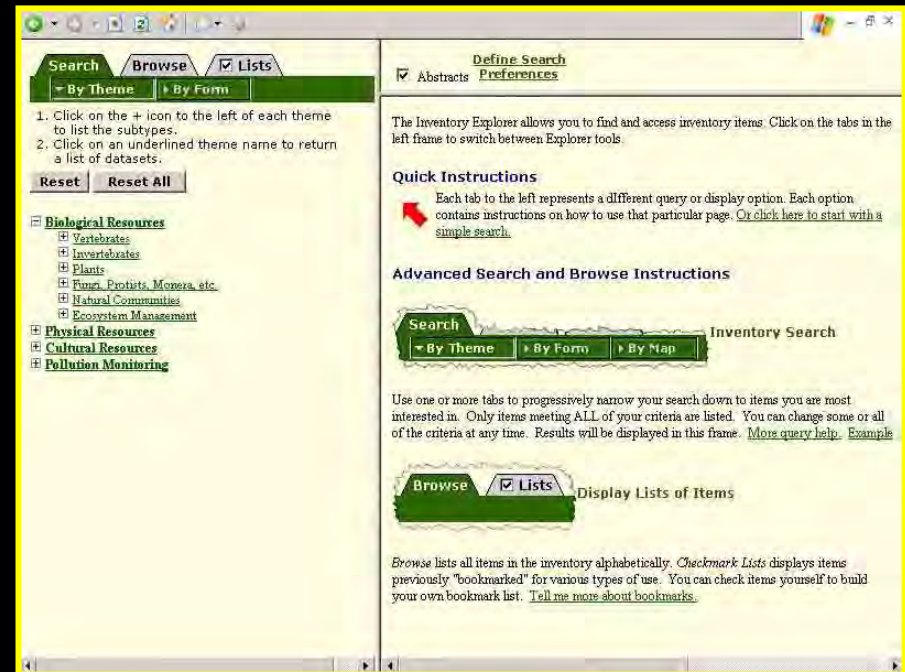 Search Browse Lists
By Theme By Form
1. Click on the + icon to the left of each theme
to list the subtypes.
2. Click on an underlined theme name to return
a list of datasets.
Reset Reset All
Biological Resources
Vertebrates
Invertebrates
Plants
Fungi, Protists, Monera, etc.
Natural Communities
Ecosystem Management
Physical Resources
Cultural Resources
Pollution Monitoring
Define Search
Abstracts Preferences
The Inventory Explorer allows you to find and access inventory items. Click on the tabs in the
left frame to switch between Explorer tools.
Quick Instructions
Each tab to the left represents a dIfferent query or display option. Each option
contains instructions on how to use that particular page. Or click here to start with a
simple search.
Advanced Search and Browse Instructions
Search
By Theme By Form By Map
Inventory Search
Use one or more tabs to progressively narrow your search down to items you are most
interested in. Only items meeting ALL of your criteria are listed. You can change some or all
of the criteria at any time. Results will be displayed in this frame. More query help. Example
Browse Lists
Display Lists of Items
Browse lists all items in the inventory alphabetically. Checkmark Lists displays items
previously "bookmarked" for various types of use. You can check items yourself to build
your own bookmark list. Tell me more about bookmarks.